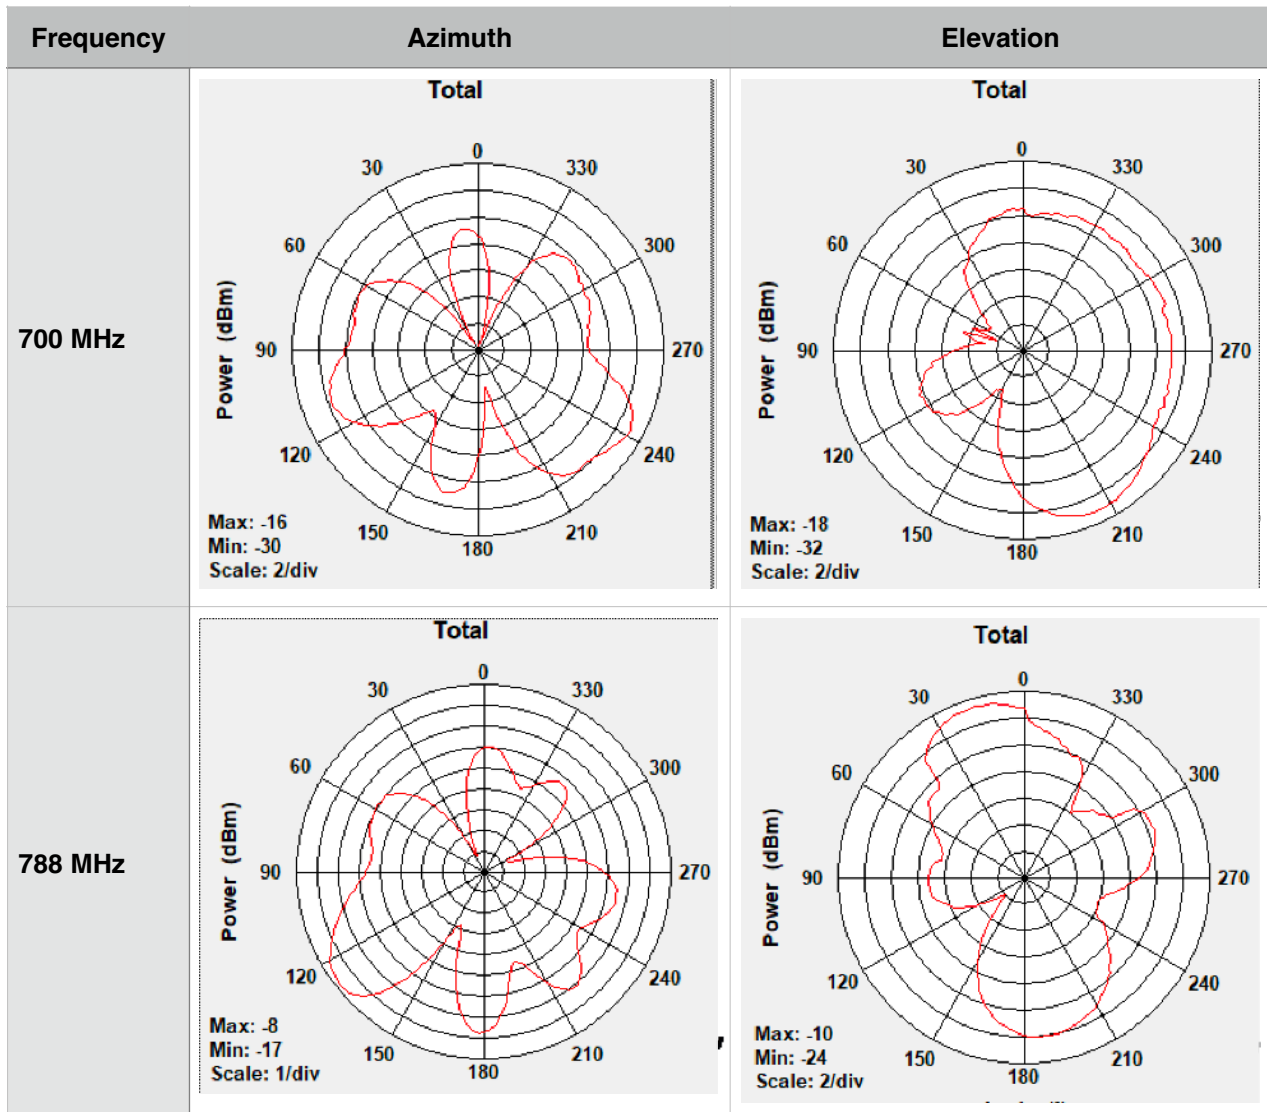 Frequency Azimuth Elevation
700 MHz
Total
0
30 330
60 300
90 270
120 240
150 210
180
Power (dBm)
Max: -16
Min: -30
Scale: 2/div
Total
0
30 330
60 300
90 270
120 240
150 210
180
Power (dBm)
Max: -18
Min: -32
Scale: 2/div
788 MHz
Total
0
30 330
60 300
90 270
120 240
150 210
180
Power (dBm)
Max: -8
Min: -17
Scale: 1/div
Total
0
30 330
60 300
90 270
120 240
150 210
180
Power (dBm)
Max: -10
Min: -24
Scale: 2/div